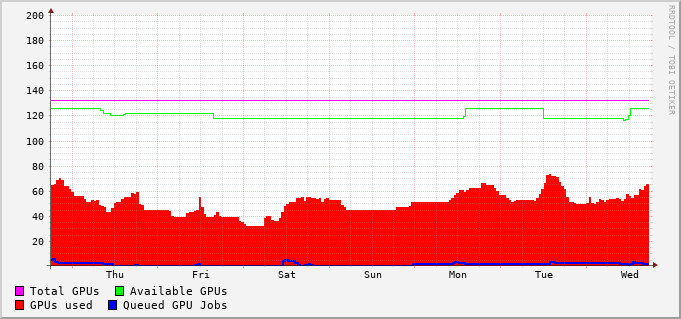 200
180
160
140
120
100
80
60
40
20
Thu Fri Sat Sun Mon Tue Wed
Total GPUs Available GPUs
GPUs used Queued GPU Jobs
RRDTOOL / TOBI OETIKER